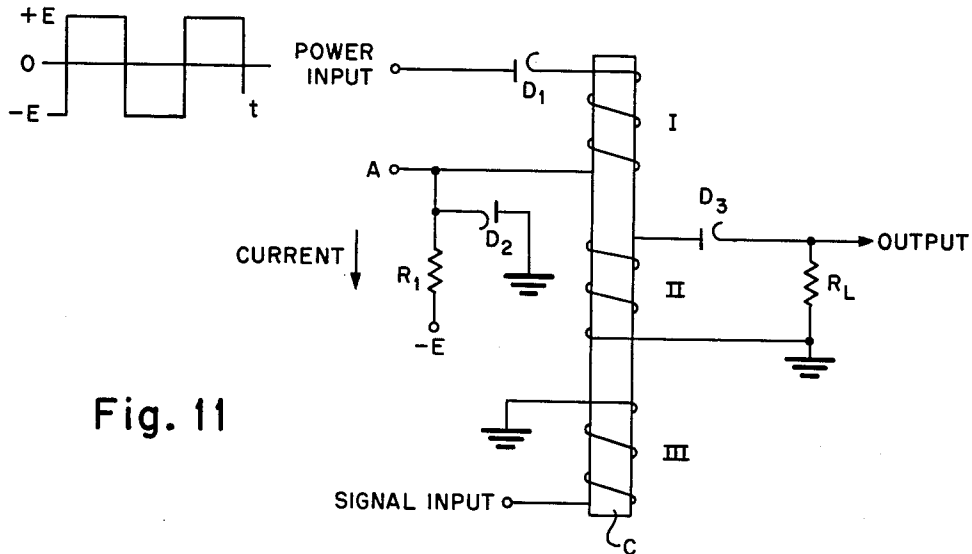 +E
0
-E
t
POWER
INPUT
D1
I
A
D3
D2
CURRENT
R1
-E
OUTPUT
II
RL
Fig. 11
III
SIGNAL INPUT
C